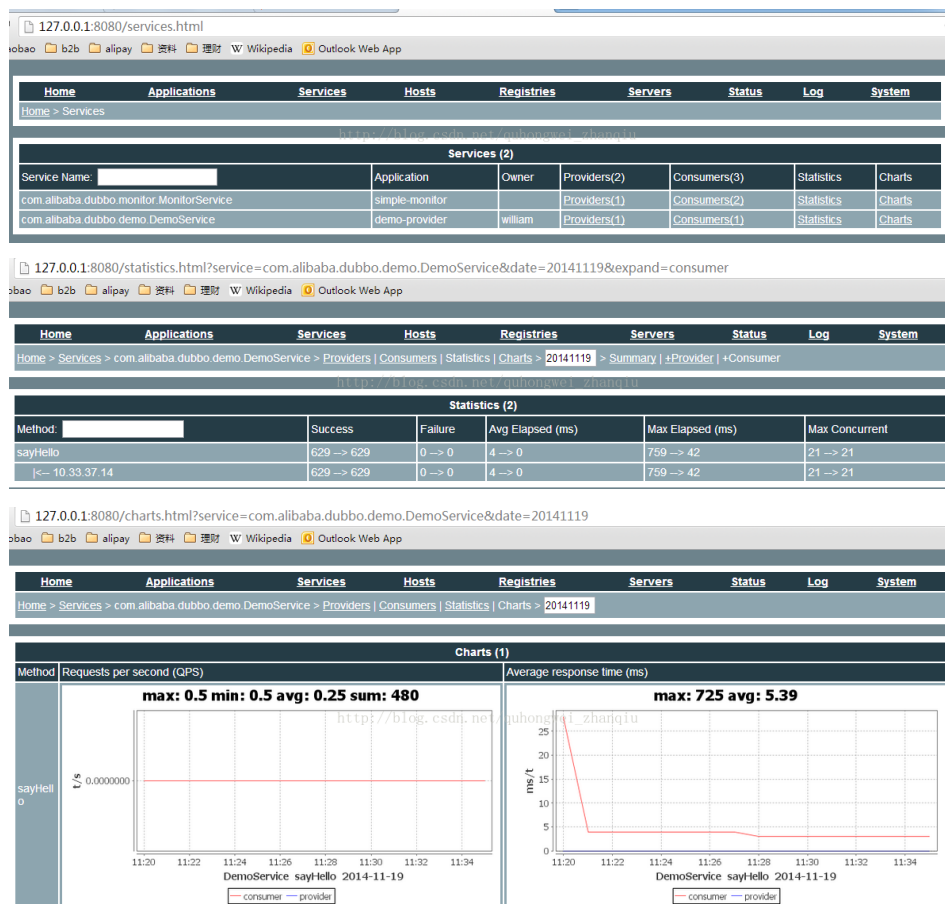 127.0.0.1:8080/services.html
obao b2b alipay 资料 理财 W Wikipedia Outlook Web App
Home Applications Services Hosts Registries Servers Status Log System
Home > Services
http://blog.csdn.net/quhongwei_zhanqiu
Services (2)
Service Name: Application Owner Providers(2) Consumers(3) Statistics Charts
com.alibaba.dubbo.monitor.MonitorService simple-monitor Providers(1) Consumers(2) Statistics Charts
com.alibaba.dubbo.demo.DemoService demo-provider william Providers(1) Consumers(1) Statistics Charts
127.0.0.1:8080/statistics.html?service=com.alibaba.dubbo.demo.DemoService&date=20141119&expand=consumer
obao b2b alipay 资料 理财 W Wikipedia Outlook Web App
Home Applications Services Hosts Registries Servers Status Log System
Home > Services > com.alibaba.dubbo.demo.DemoService > Providers | Consumers | Statistics | Charts > 20141119 > Summary | +Provider | +Consumer
http://blog.csdn.net/quhongwei_zhanqiu
Statistics (2)
Method: Success Failure Avg Elapsed (ms) Max Elapsed (ms) Max Concurrent
sayHello 629 --> 629 0 --> 0 4 --> 0 759 --> 42 21 --> 21
|<-- 10.33.37.14 629 --> 629 0 --> 0 4 --> 0 759 --> 42 21 --> 21
127.0.0.1:8080/charts.html?service=com.alibaba.dubbo.demo.DemoService&date=20141119
obao b2b alipay 资料 理财 W Wikipedia Outlook Web App
Home Applications Services Hosts Registries Servers Status Log System
Home > Services > com.alibaba.dubbo.demo.DemoService > Providers | Consumers | Statistics | Charts > 20141119
Charts (1)
Method Requests per second (QPS) Average response time (ms)
max: 0.5 min: 0.5 avg: 0.25 sum: 480 max: 725 avg: 5.39
http://blog.csdn.net/quhongwei_zhanqiu
sayHell
o
t/s
0.0000000
11:20 11:22 11:24 11:26 11:28 11:30 11:32 11:34
DemoService sayHello 2014-11-19
consumer provider
ms/t
25
20
15
10
5
0
11:20 11:22 11:24 11:26 11:28 11:30 11:32 11:34
DemoService sayHello 2014-11-19
consumer provider